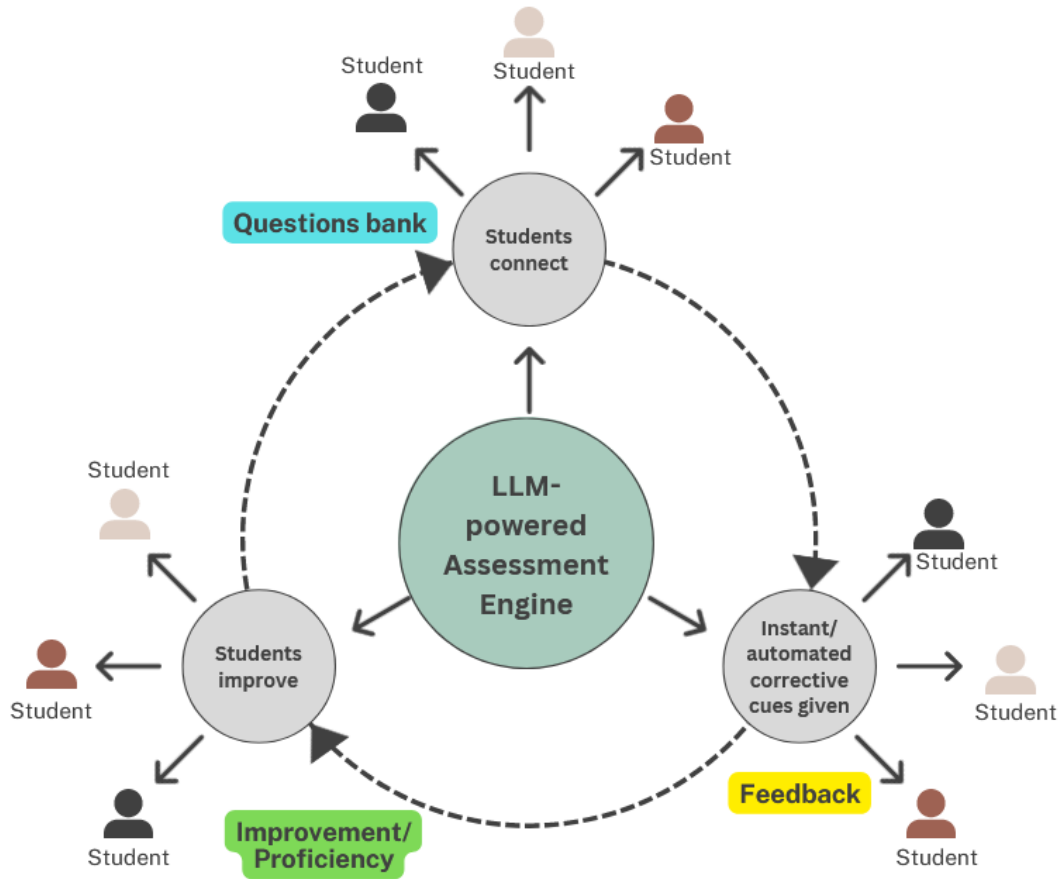 Student
Student
Student
Questions bank
Students
connect
LLM-
powered
Assessment
Engine
Student
Student
Student
Student
Students
improve
Student
Student
Instant/
automated
corrective
cues given
Feedback
Improvement/
Proficiency
Student